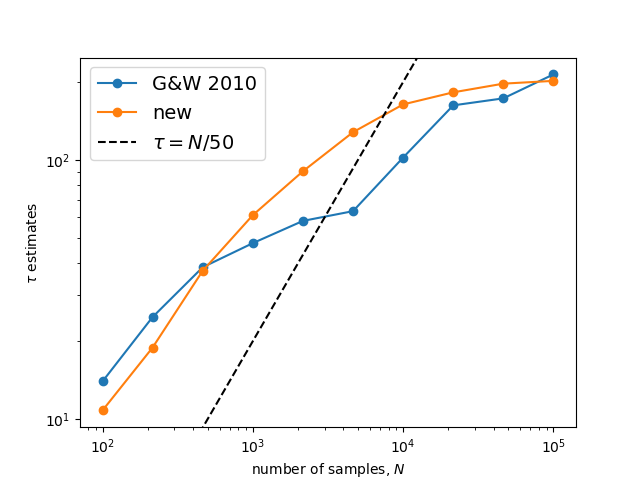 G&W 2010
new
τ = N/50
10²
10¹
τ estimates
10² 10³ 10⁴ 10⁵
number of samples, N